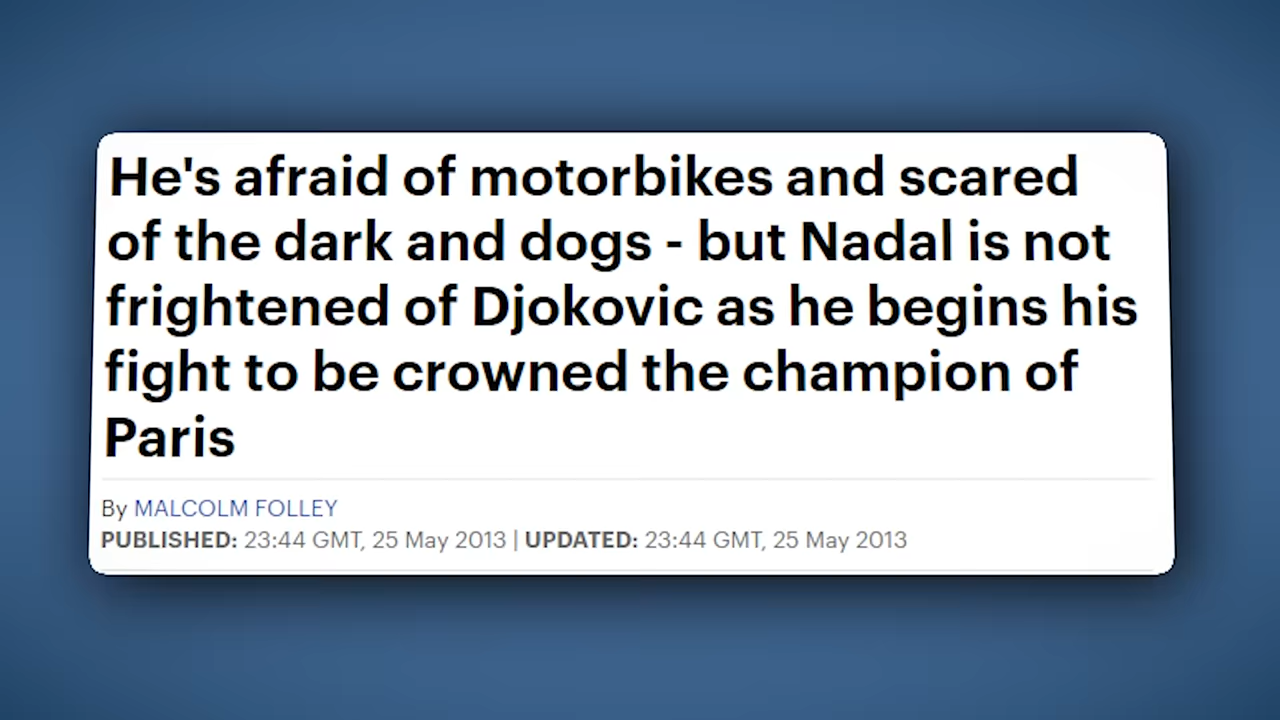 He's afraid of motorbikes and scared
of the dark and dogs - but Nadal is not
frightened of Djokovic as he begins his
fight to be crowned the champion of
Paris
By MALCOLM FOLLEY
PUBLISHED: 23:44 GMT, 25 May 2013 | UPDATED: 23:44 GMT, 25 May 2013